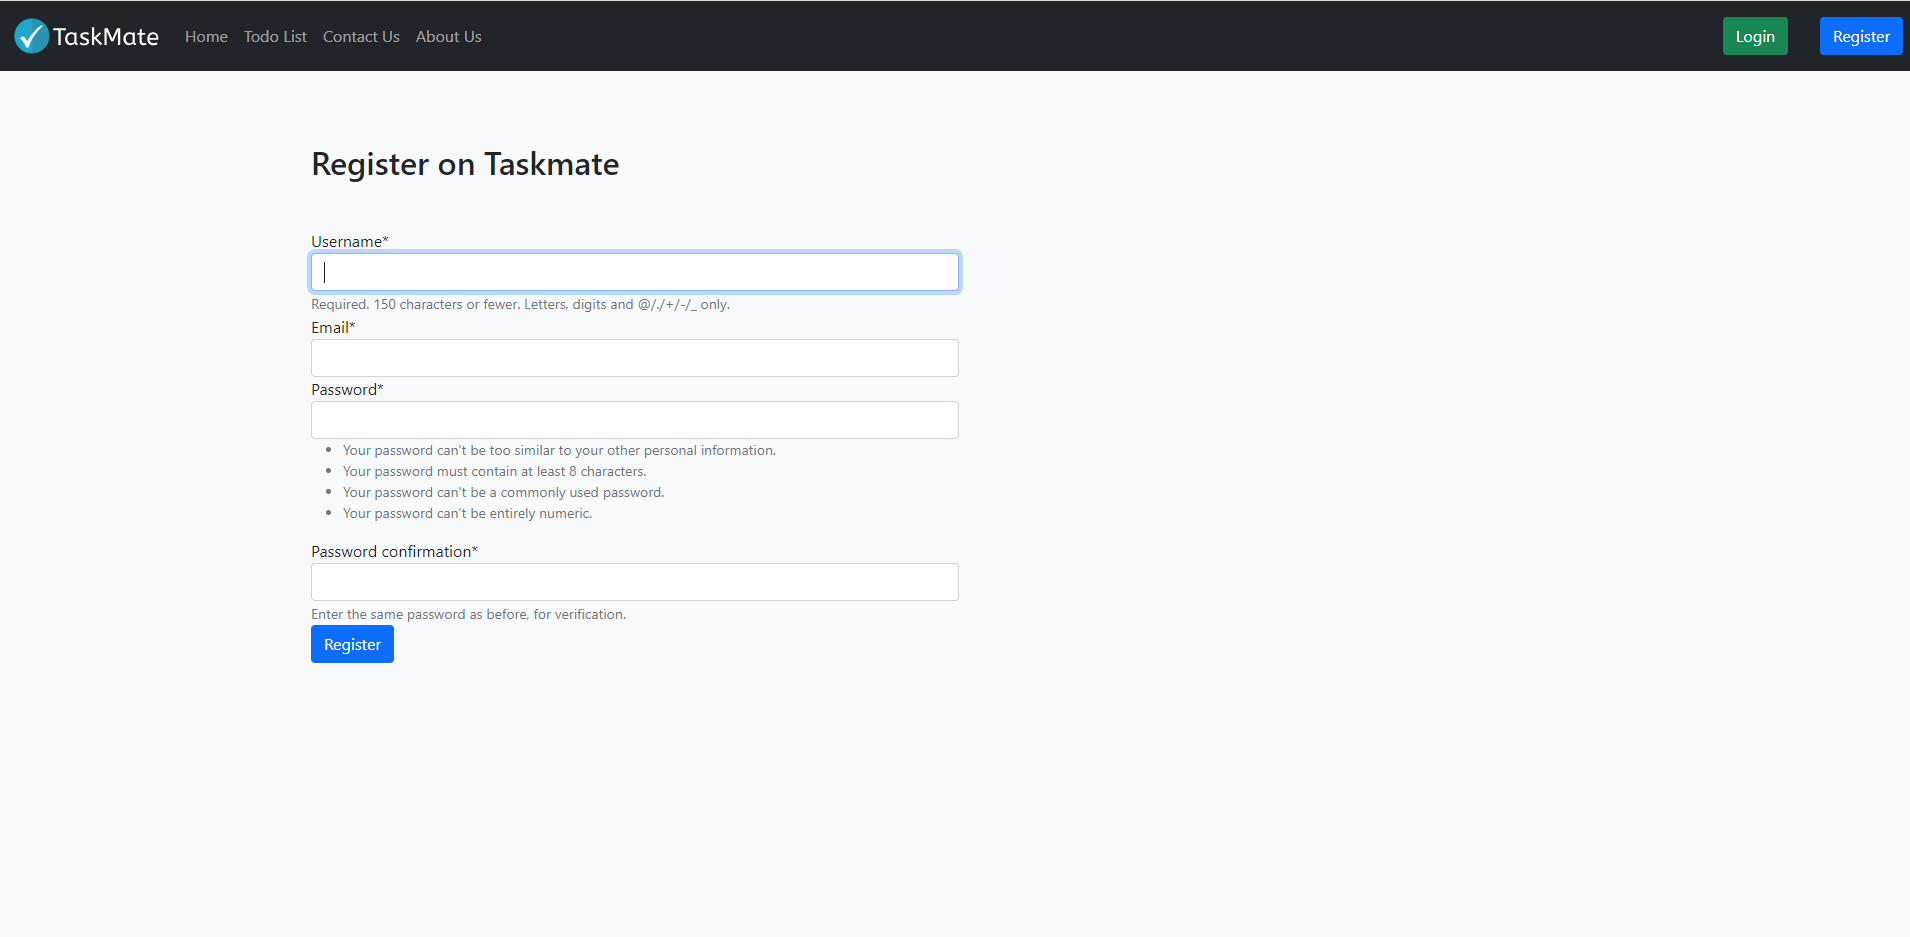 TaskMate Home Todo List Contact Us About Us Login Register
Register on Taskmate
Username*
Required. 150 characters or fewer. Letters, digits and @/./+/-/_ only.
Email*
Password*
Your password can't be too similar to your other personal information.
Your password must contain at least 8 characters.
Your password can't be a commonly used password.
Your password can't be entirely numeric.
Password confirmation*
Enter the same password as before, for verification.
Register